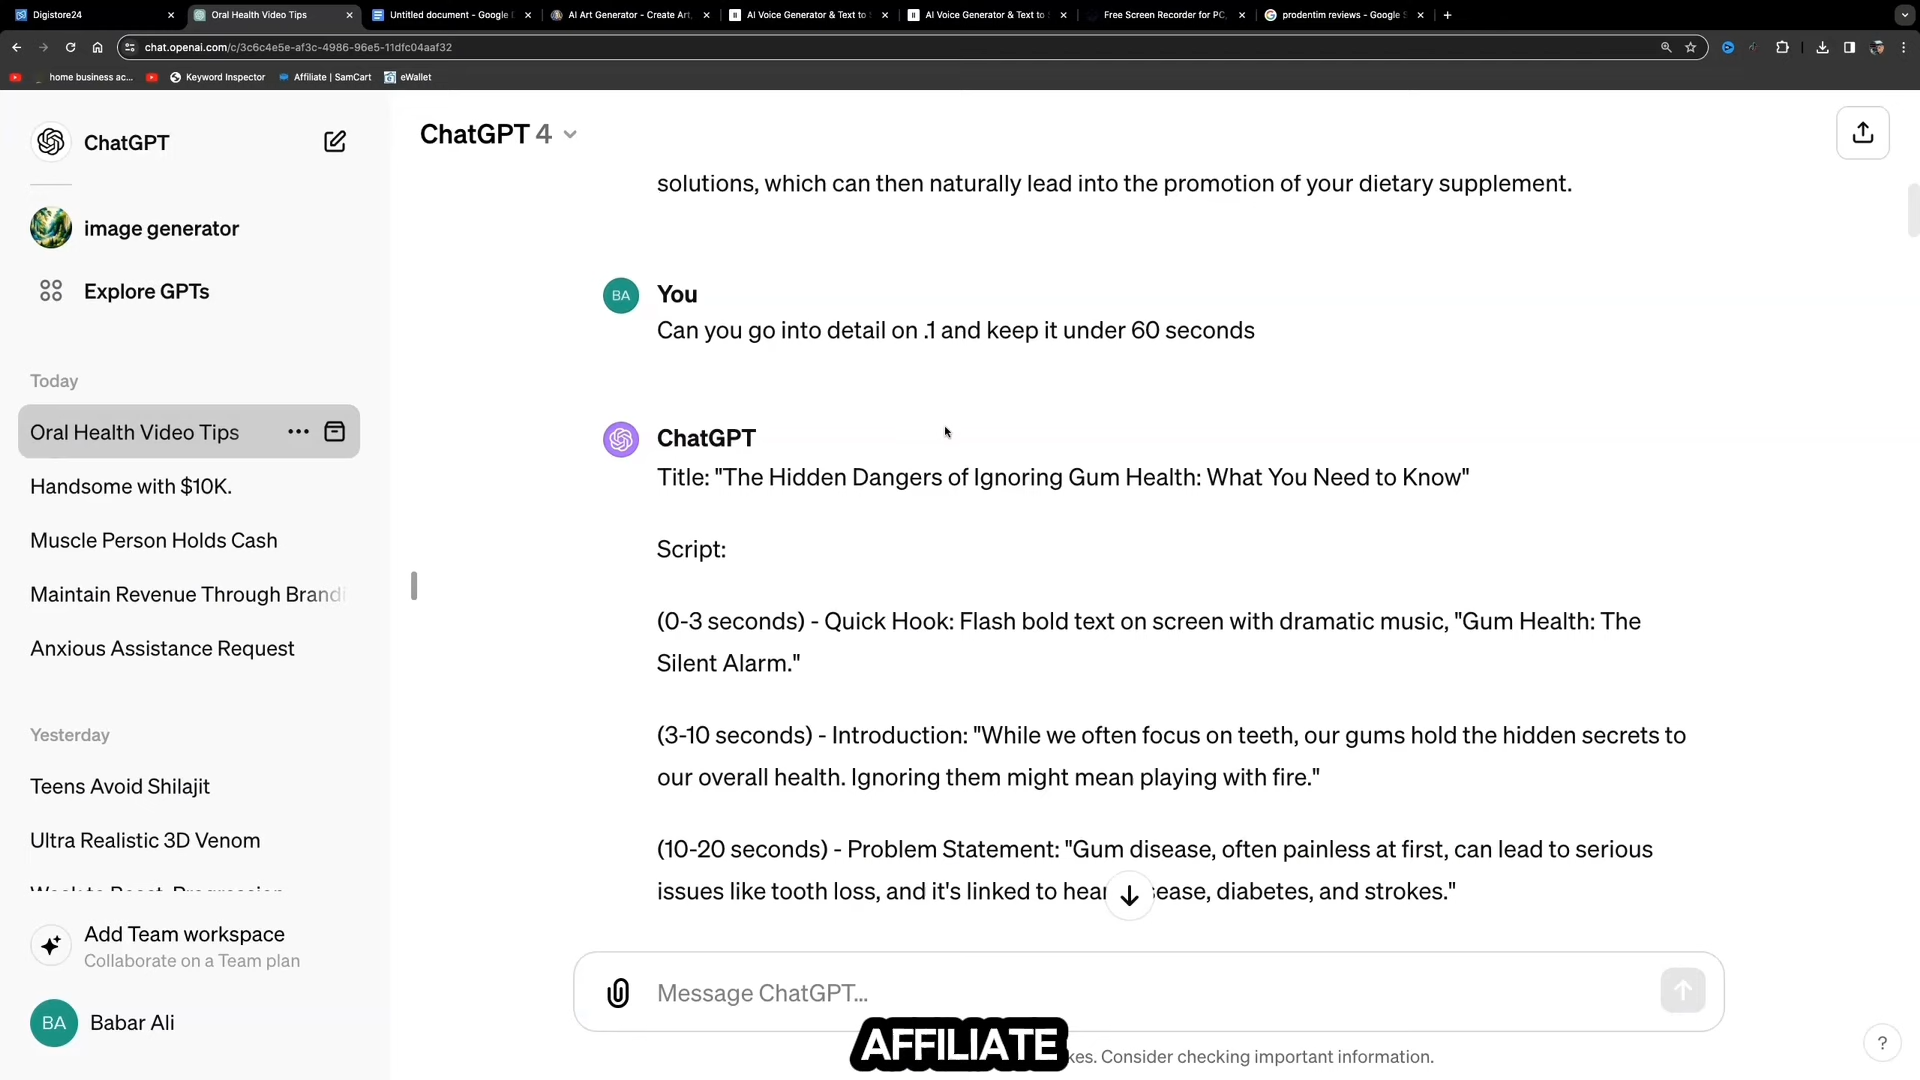 Digistore24
Oral Health Video Tips
Untitled document - Google
AI Art Generator - Create Art,
AI Voice Generator & Text to
AI Voice Generator & Text to
Free Screen Recorder for PC,
prodentim reviews - Google S
chat.openai.com/c/3c6c4e5e-af3c-4986-96e5-11dfc04aaf32
home business ac...
Keyword Inspector
Affiliate | SamCart
eWallet
ChatGPT
image generator
Explore GPTs
Today
Oral Health Video Tips
Handsome with $10K.
Muscle Person Holds Cash
Maintain Revenue Through Brandi
Anxious Assistance Request
Yesterday
Teens Avoid Shilajit
Ultra Realistic 3D Venom
Add Team workspace
Collaborate on a Team plan
BA
Babar Ali
ChatGPT 4
solutions, which can then naturally lead into the promotion of your dietary supplement.
BA
You
Can you go into detail on .1 and keep it under 60 seconds
ChatGPT
Title: "The Hidden Dangers of Ignoring Gum Health: What You Need to Know"
Script:
(0-3 seconds) - Quick Hook: Flash bold text on screen with dramatic music, "Gum Health: The
Silent Alarm."
(3-10 seconds) - Introduction: "While we often focus on teeth, our gums hold the hidden secrets to
our overall health. Ignoring them might mean playing with fire."
(10-20 seconds) - Problem Statement: "Gum disease, often painless at first, can lead to serious
issues like tooth loss, and it's linked to hear ease, diabetes, and strokes."
Message ChatGPT...
AFFILIATE
kes. Consider checking important information.
?